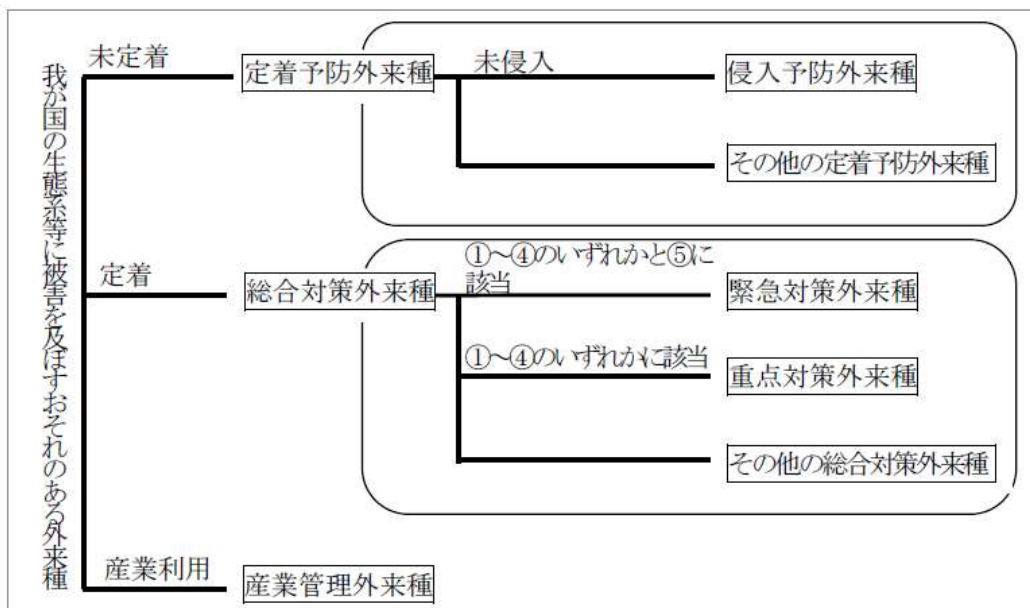 我が国の生態系等に被害を及ぼすおそれのある外来種
未定着
定着予防外来種
未侵入
侵入予防外来種
その他の定着予防外来種
定着
総合対策外来種
①～④のいずれかと⑤に
該当
緊急対策外来種
①～④のいずれかに該当
重点対策外来種
その他の総合対策外来種
産業利用
産業管理外来種